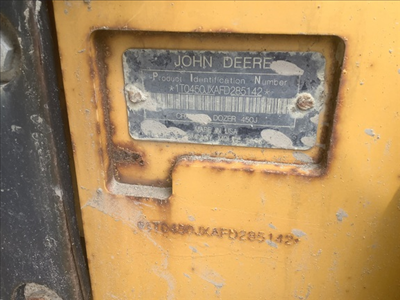 JOHN DEERE
Product Identification Number
*1T0450JXAFD285142*
DOZER 450J
MADE IN USA
*1T0450JXAFD285142*